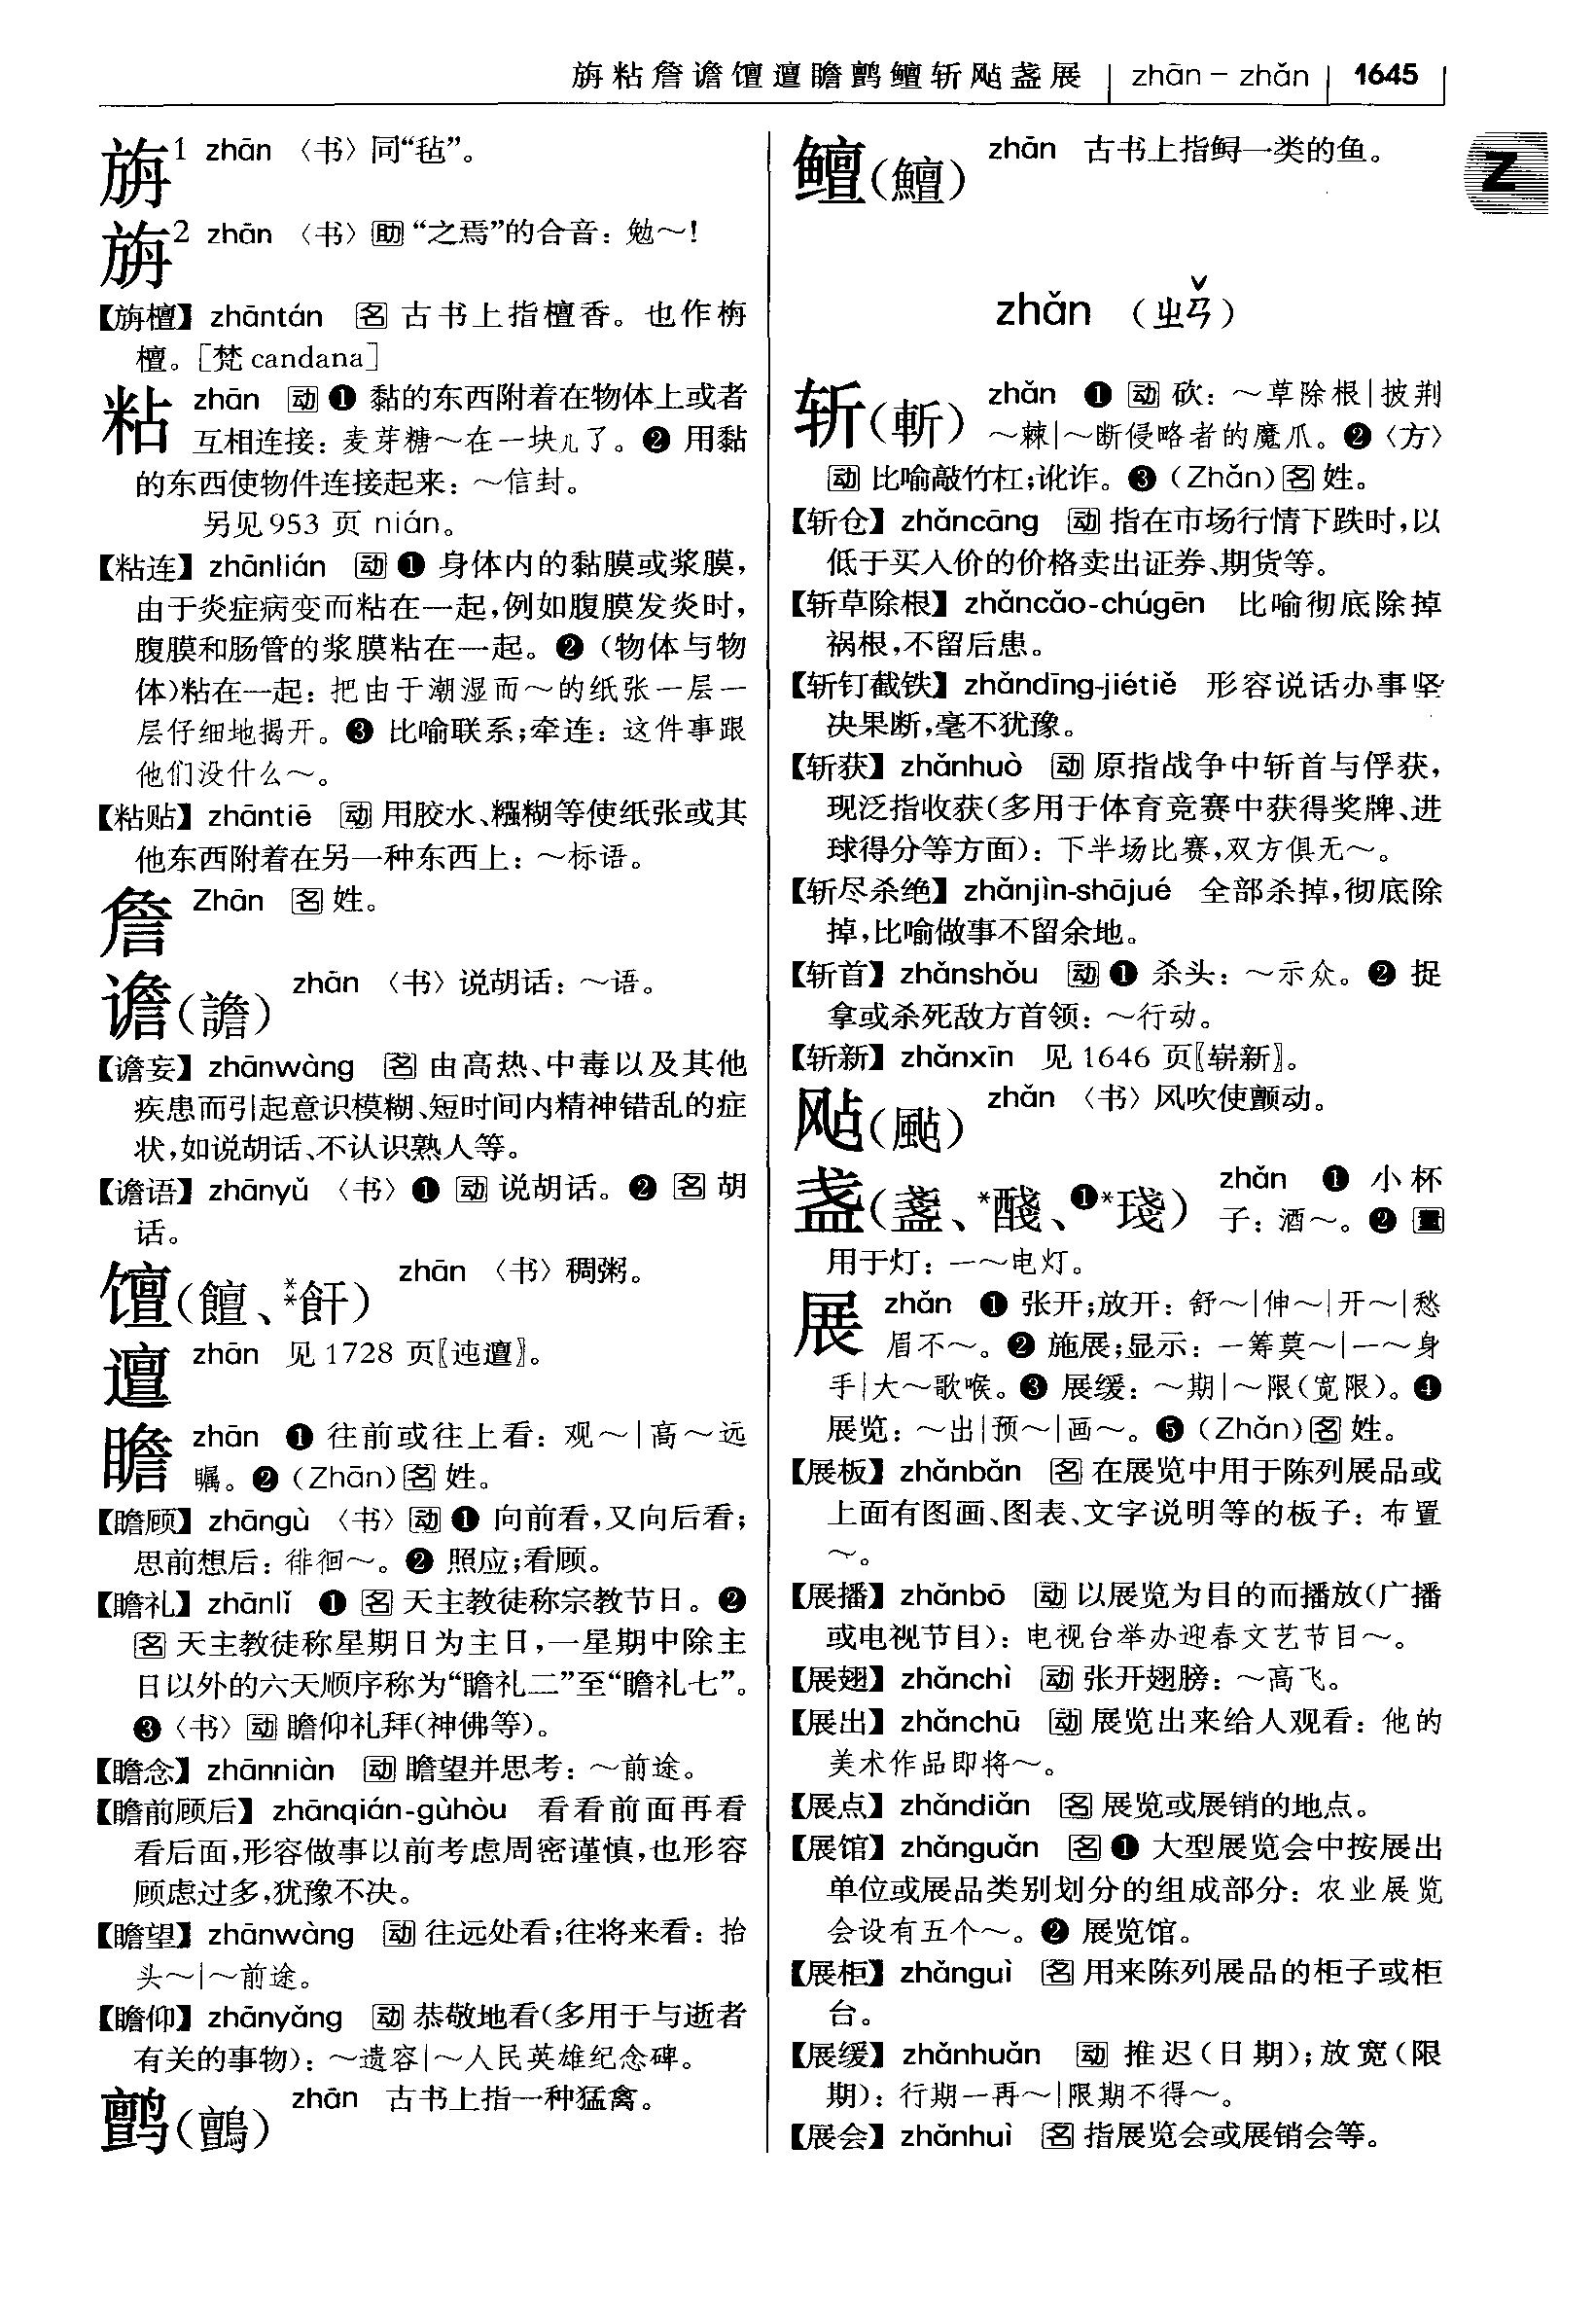 旃粘詹谵饘邅瞻鹯鳣斩飐盏展 zhān – zhǎn 1645
Z
旃¹ zhān 〈书〉同“毡”。
旃² zhān 〈书〉助“之焉”的合音：勉～！
【旃檀】zhāntán 名 古书上指檀香。也作栴
檀。［梵 candana］
粘 zhān 动 ❶ 黏的东西附着在物体上或者
互相连接：麦芽糖～在一块儿了。❷ 用黏
的东西使物件连接起来：～信封。
另见 953 页 nián。
【粘连】zhānlián 动 ❶ 身体内的黏膜或浆膜，
由于炎症病变而粘在一起，例如腹膜发炎时，
腹膜和肠管的浆膜粘在一起。❷（物体与物
体）粘在一起：把由于潮湿而～的纸张一层一
层仔细地揭开。❸ 比喻联系；牵连：这件事跟
他们没什么～。
【粘贴】zhāntiē 动 用胶水、糨糊等使纸张或其
他东西附着在另一种东西上：～标语。
詹 Zhān 名 姓。
谵（譫） zhān 〈书〉说胡话：～语。
【谵妄】zhānwàng 名 由高热、中毒以及其他
疾患而引起意识模糊、短时间内精神错乱的症
状，如说胡话、不认识熟人等。
【谵语】zhānyǔ 〈书〉❶ 动 说胡话。❷ 名 胡
话。
饘（饘、**飦） zhān 〈书〉稠粥。
邅 zhān 见 1728 页〖迍邅〗。
瞻 zhān ❶ 往前或往上看：观～｜高～远
瞩。❷（Zhān）名 姓。
【瞻顾】zhāngù 〈书〉动 ❶ 向前看，又向后看；
思前想后：徘徊～。❷ 照应；看顾。
【瞻礼】zhānlǐ ❶ 名 天主教徒称宗教节日。❷
名 天主教徒称星期日为主日，一星期中除主
日以外的六天顺序称为“瞻礼二”至“瞻礼七”。
❸〈书〉动 瞻仰礼拜（神佛等）。
【瞻念】zhānniàn 动 瞻望并思考：～前途。
【瞻前顾后】zhānqián-gùhòu 看看前面再看
看后面，形容做事以前考虑周密谨慎，也形容
顾虑过多，犹豫不决。
【瞻望】zhānwàng 动 往远处看；往将来看：抬
头～｜～前途。
【瞻仰】zhānyǎng 动 恭敬地看（多用于与逝者
有关的事物）：～遗容｜～人民英雄纪念碑。
鹯（鸇） zhān 古书上指一种猛禽。
鳣（鱣） zhān 古书上指鲟一类的鱼。
zhǎn （ㄓㄢˇ）
斩（斬） zhǎn ❶ 动 砍：～草除根｜披荆
～棘｜～断侵略者的魔爪。❷〈方〉
动 比喻敲竹杠；讹诈。❸（Zhǎn）名 姓。
【斩仓】zhǎncāng 动 指在市场行情下跌时，以
低于买入价的价格卖出证券、期货等。
【斩草除根】zhǎncǎo-chúgēn 比喻彻底除掉
祸根，不留后患。
【斩钉截铁】zhǎndīng-jiétiě 形容说话办事坚
决果断，毫不犹豫。
【斩获】zhǎnhuò 动 原指战争中斩首与俘获，
现泛指收获（多用于体育竞赛中获得奖牌、进
球得分等方面）：下半场比赛，双方俱无～。
【斩尽杀绝】zhǎnjìn-shājué 全部杀掉，彻底除
掉，比喻做事不留余地。
【斩首】zhǎnshǒu 动 ❶ 杀头：～示众。❷ 捉
拿或杀死敌方首领：～行动。
【斩新】zhǎnxīn 见 1646 页〖崭新〗。
飐（颭） zhǎn 〈书〉风吹使颤动。
盏（盞、*醆、❶*琖） zhǎn ❶ 小杯
子：酒～。❷ 量
用于灯：一～电灯。
展 zhǎn ❶ 张开；放开：舒～｜伸～｜开～｜愁
眉不～。❷ 施展；显示：一筹莫～｜一～身
手｜大～歌喉。❸ 展缓：～期｜～限（宽限）。❹
展览：～出｜预～｜画～。❺（Zhǎn）名 姓。
【展板】zhǎnbǎn 名 在展览中用于陈列展品或
上面有图画、图表、文字说明等的板子：布置
～。
【展播】zhǎnbō 动 以展览为目的而播放（广播
或电视节目）：电视台举办迎春文艺节目～。
【展翅】zhǎnchì 动 张开翅膀：～高飞。
【展出】zhǎnchū 动 展览出来给人观看：他的
美术作品即将～。
【展点】zhǎndiǎn 名 展览或展销的地点。
【展馆】zhǎnguǎn 名 ❶ 大型展览会中按展出
单位或展品类别划分的组成部分：农业展览
会设有五个～。❷ 展览馆。
【展柜】zhǎnguì 名 用来陈列展品的柜子或柜
台。
【展缓】zhǎnhuǎn 动 推迟（日期）；放宽（限
期）：行期一再～｜限期不得～。
【展会】zhǎnhuì 名 指展览会或展销会等。